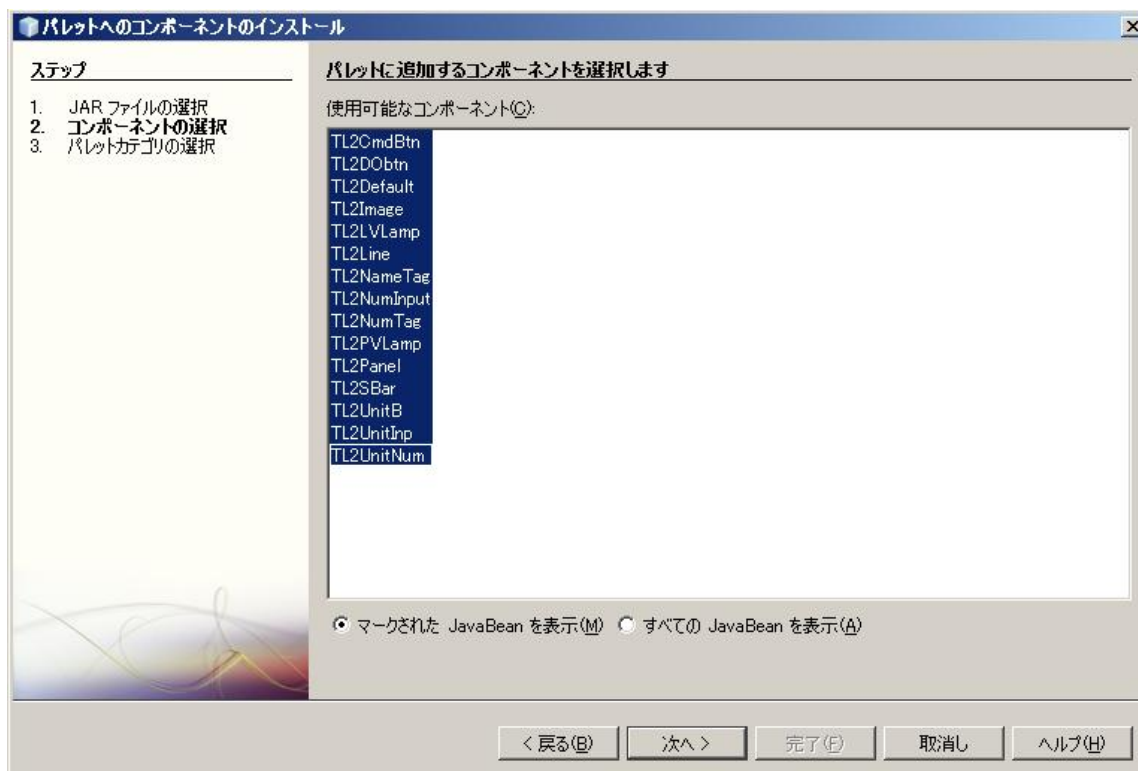 パレットへのコンポーネントのインストール
ステップ
1. JAR ファイルの選択
2. コンポーネントの選択
3. パレットカテゴリの選択
パレットに追加するコンポーネントを選択します
使用可能なコンポーネント(C):
TL2CmdBtn
TL2DObtn
TL2Default
TL2Image
TL2LVLamp
TL2Line
TL2NameTag
TL2NumInput
TL2NumTag
TL2PVLamp
TL2Panel
TL2SBar
TL2UnitB
TL2UnitInp
TL2UnitNum
マークされた JavaBean を表示(M) すべての JavaBean を表示(A)
< 戻る(B) 次へ > 完了(F) 取消し ヘルプ(H)